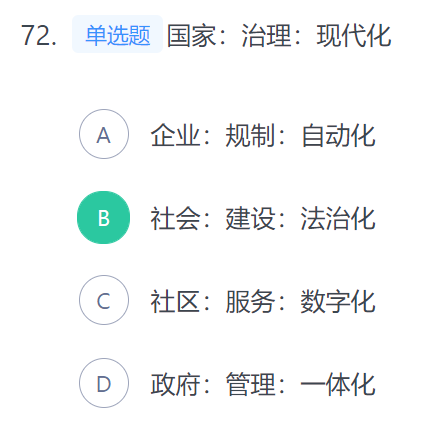 72. 单选题 国家：治理：现代化
A 企业：规制：自动化
B 社会：建设：法治化
C 社区：服务：数字化
D 政府：管理：一体化